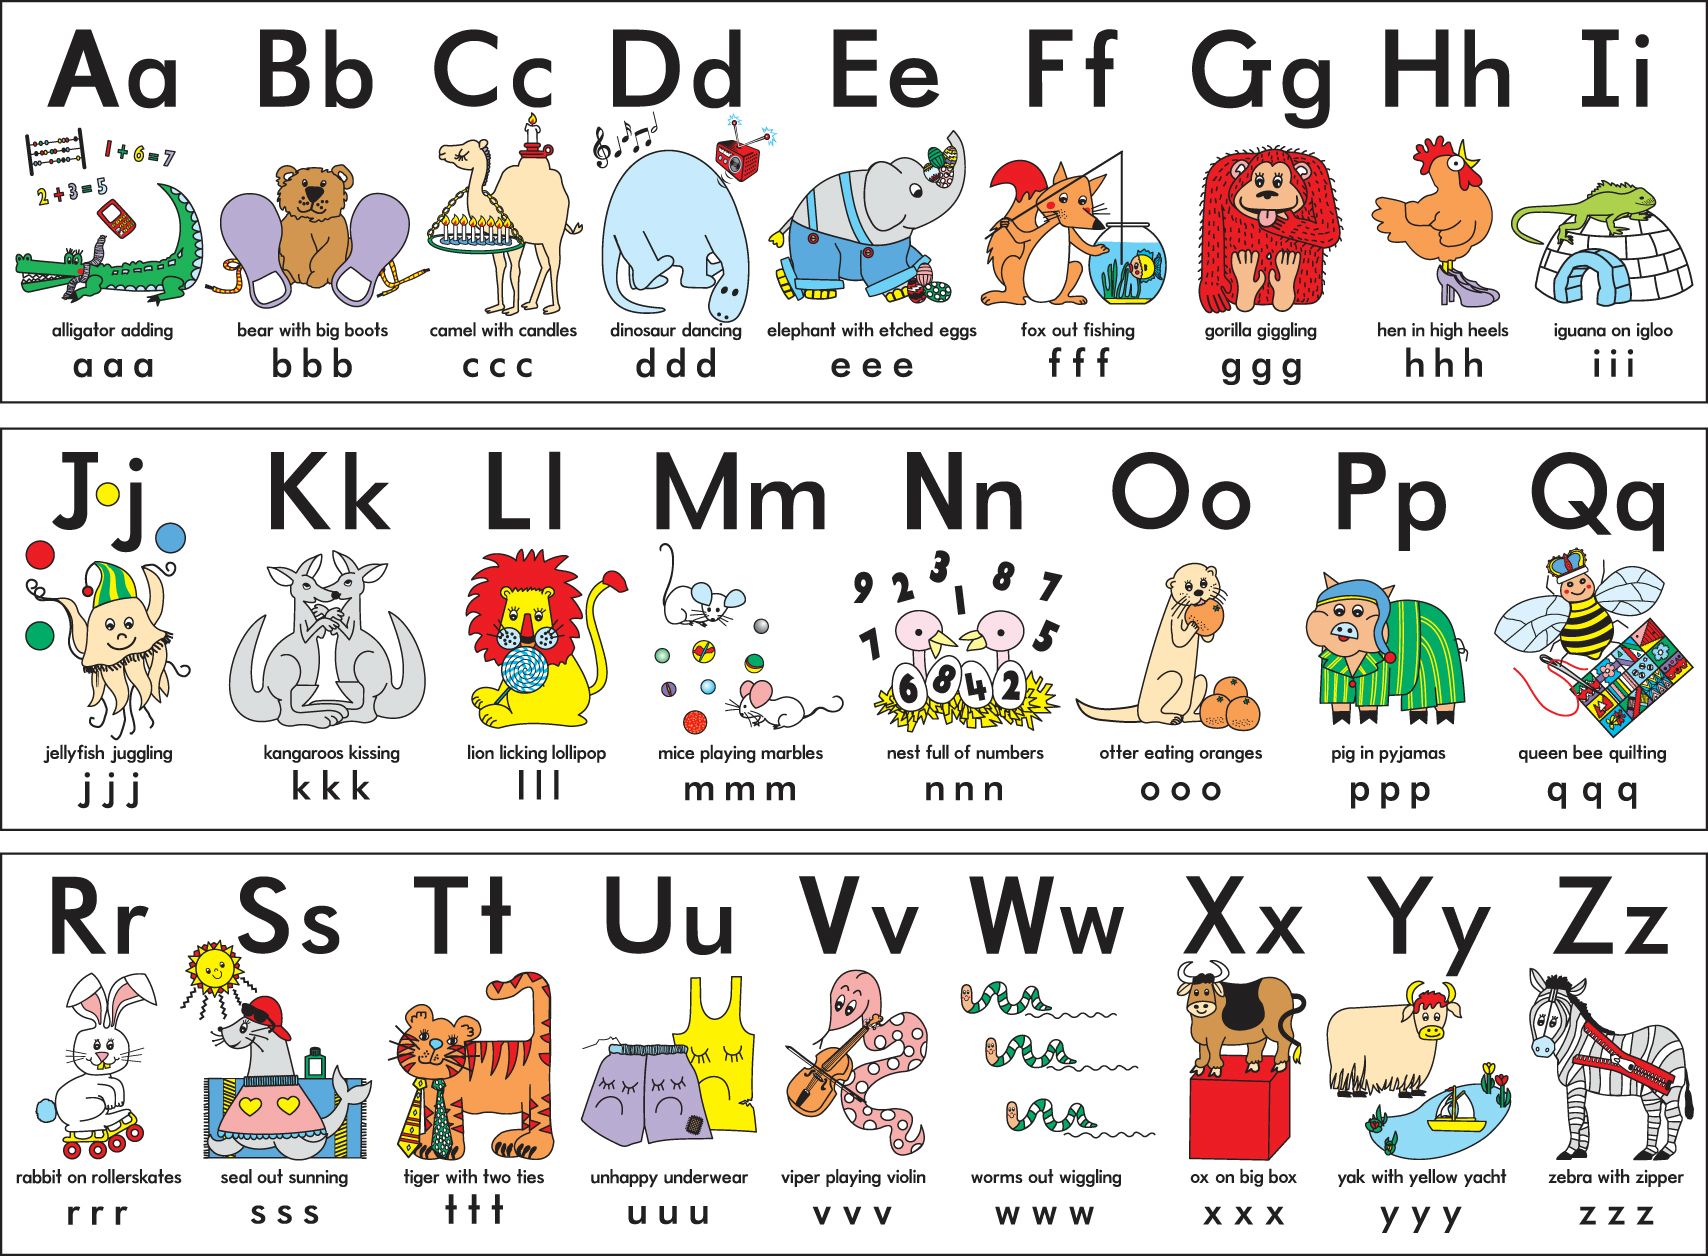 Aa Bb Cc Dd Ee Ff Gg Hh Ii
1+6=7
2+3=5
alligator adding bear with big boots camel with candles dinosaur dancing elephant with etched eggs fox out fishing gorilla giggling hen in high heels iguana on igloo
a a a b b b c c c d d d e e e f f f g g g h h h i i i
Jj Kk Ll Mm Nn Oo Pp Qq
9 2 3 1 8 7
7 5
6 8 4 2
jellyfish juggling kangaroos kissing lion licking lollipop mice playing marbles nest full of numbers otter eating oranges pig in pyjamas queen bee quilting
j j j k k k l l l m m m n n n o o o p p p q q q
Rr Ss Tt Uu Vv Ww Xx Yy Zz
rabbit on rollerskates seal out sunning tiger with two ties unhappy underwear viper playing violin worms out wiggling ox on big box yak with yellow yacht zebra with zipper
r r r s s s t t t u u u v v v w w w x x x y y y z z z